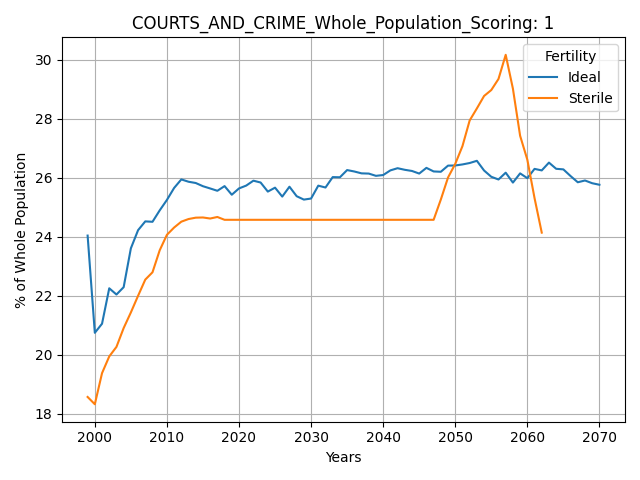 COURTS_AND_CRIME_Whole_Population_Scoring: 1
% of Whole Population
30
28
26
24
22
20
18
Fertility
Ideal
Sterile
2000 2010 2020 2030 2040 2050 2060 2070
Years